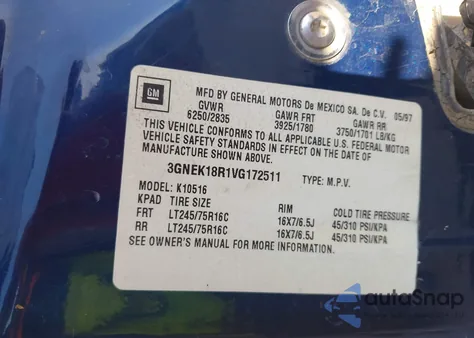 GM
MFD BY GENERAL MOTORS De MEXICO SA. De C.V. 05/97
GVWR GAWR FRT GAWR RR
6250/2835 3925/1780 3750/1701 LB/KG
THIS VEHICLE CONFORMS TO ALL APPLICABLE U.S. FEDERAL MOTOR
VEHICLE SAFETY STANDARDS IN EFFECT ON THE DATE OF
MANUFACTURE SHOWN ABOVE.
3GNEK18R1VG172511 TYPE: M.P.V.
MODEL: K10516
KPAD TIRE SIZE RIM COLD TIRE PRESSURE
FRT LT245/75R16C 16X7/6.5J 45/310 PSI/KPA
RR LT245/75R16C 16X7/6.5J 45/310 PSI/KPA
SEE OWNER'S MANUAL FOR MORE INFORMATION.
autoSnap